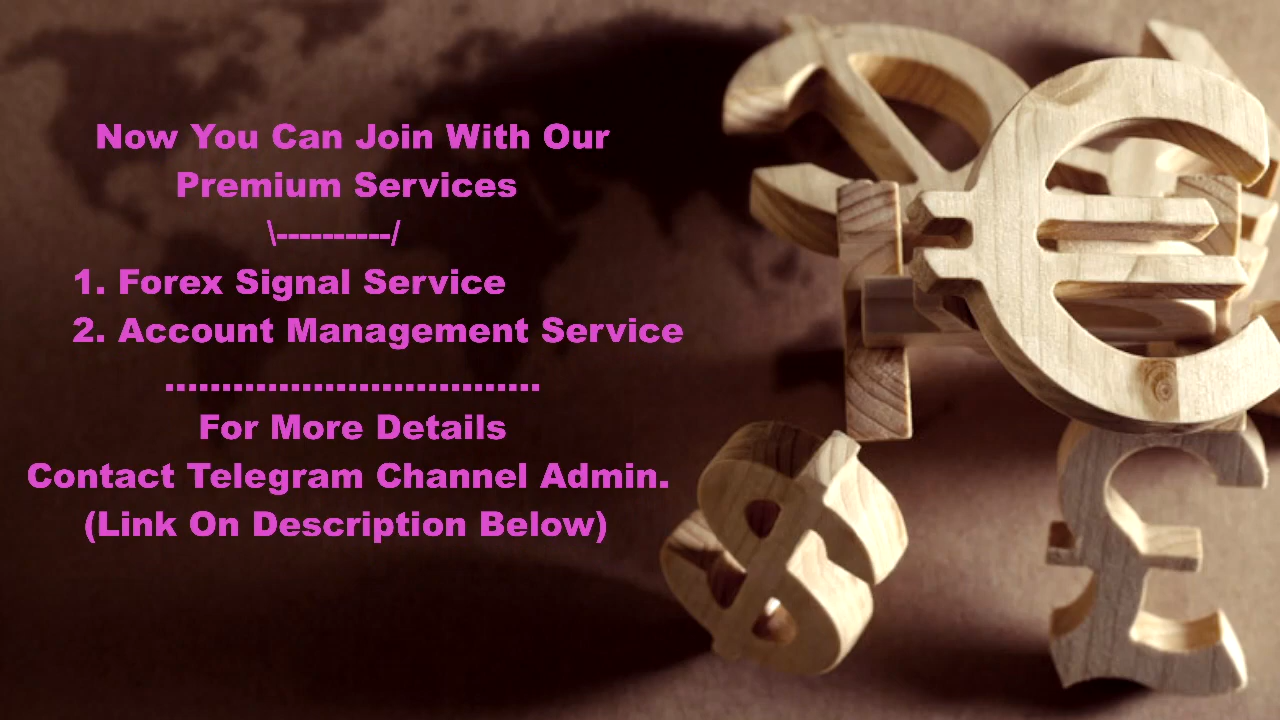 Now You Can Join With Our
Premium Services
\----------/
1. Forex Signal Service
2. Account Management Service
.................................
For More Details
Contact Telegram Channel Admin.
(Link On Description Below)